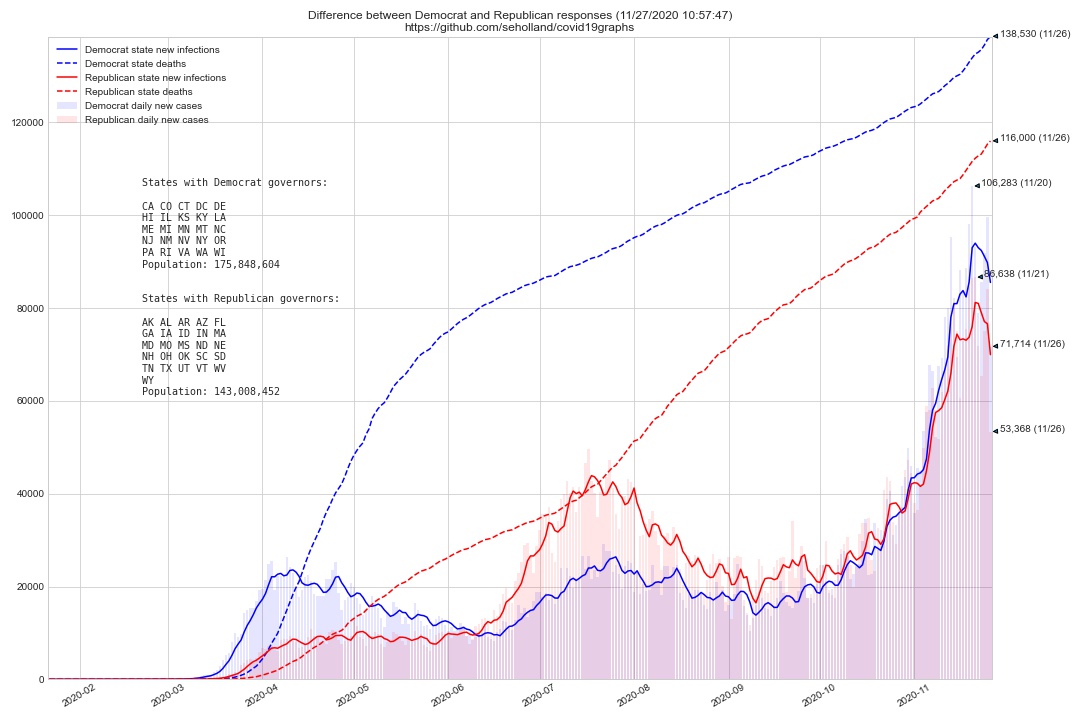 Difference between Democrat and Republican responses (11/27/2020 10:57:47)
https://github.com/seholland/covid19graphs
Democrat state new infections
Democrat state deaths
Republican state new infections
Republican state deaths
Democrat daily new cases
Republican daily new cases
138,530 (11/26)
120000
116,000 (11/26)
106,283 (11/20)
100000
86,638 (11/21)
80000
71,714 (11/26)
60000
53,368 (11/26)
40000
20000
0
States with Democrat governors:
CA CO CT DC DE
HI IL KS KY LA
ME MI MN MT NC
NJ NM NV NY OR
PA RI VA WA WI
Population: 175,848,604
States with Republican governors:
AK AL AR AZ FL
GA IA ID IN MA
MD MO MS ND NE
NH OH OK SC SD
TN TX UT VT WV
WY
Population: 143,008,452
2020-02
2020-03
2020-04
2020-05
2020-06
2020-07
2020-08
2020-09
2020-10
2020-11